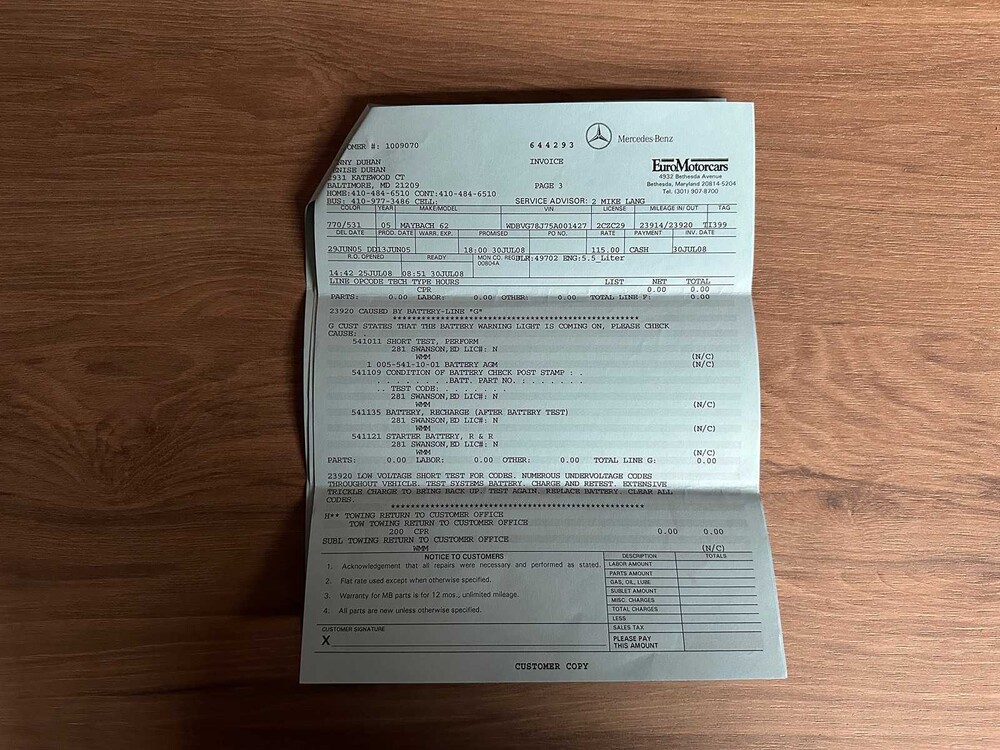 OMER #: 1009070
644293
Mercedes-Benz
NNY DUHAN
INVOICE
EuroMotorcars
NISE DUHAN
4932 Bethesda Avenue
2931 KATEWOOD CT
Bethesda, Maryland 20814-5204
BALTIMORE, MD 21209
PAGE 3
Tel. (301) 907-8700
HOME:410-484-6510 CONT:410-484-6510
BUS: 410-977-3486 CELL:
SERVICE ADVISOR: 2 MIKE LANG
COLOR YEAR MAKE/MODEL VIN LICENSE MILEAGE IN/ OUT TAG
770/531 05 MAYBACH 62 WDBVG78J75A001427 2CZC29 23914/23920 TI399
DEL DATE PROD. DATE WARR. EXP. PROMISED PO NO. RATE PAYMENT INV. DATE
29JUN05 DD13JUN05 18:00 30JUL08 115.00 CASH 30JUL08
R.O. OPENED READY MON CO. REG DLR:49702 ENG:5.5_Liter
00804A
14:42 25JUL08 08:51 30JUL08
LINE OPCODE TECH TYPE HOURS LIST NET TOTAL
CPR 0.00 0.00
PARTS: 0.00 LABOR: 0.00 OTHER: 0.00 TOTAL LINE F: 0.00
23920 CAUSED BY BATTERY-LINE "G"
****************************************************
G CUST STATES THAT THE BATTERY WARNING LIGHT IS COMING ON, PLEASE CHECK
CAUSE: .
541011 SHORT TEST, PERFORM
281 SWANSON,ED LIC#: N
WMM (N/C)
1 005-541-10-01 BATTERY AGM (N/C)
541109 CONDITION OF BATTERY CHECK POST STAMP : .
. . . . . . . .BATT. PART NO. : . . . . . .
.. TEST CODE: . . . . . . .
281 SWANSON,ED LIC#: N
WMM (N/C)
541135 BATTERY, RECHARGE (AFTER BATTERY TEST)
281 SWANSON,ED LIC#: N
WMM (N/C)
541121 STARTER BATTERY, R & R
281 SWANSON,ED LIC#: N
WMM (N/C)
PARTS: 0.00 LABOR: 0.00 OTHER: 0.00 TOTAL LINE G: 0.00
23920 LOW VOLTAGE SHORT TEST FOR CODES. NUMEROUS UNDERVOLTAGE CODES
THROUGHOUT VEHICLE. TEST SYSTEMS BATTERY. CHARGE AND RETEST. EXTENSIVE
TRICKLE CHARGE TO BEING BACK UP. TEST AGAIN. REPLACE BATTERY. CLEAR ALL
CODES.
****************************************************
H** TOWING RETURN TO CUSTOMER OFFICE
TOW TOWING RETURN TO CUSTOMER OFFICE
200 CPR 0.00 0.00
SUBL TOWING RETURN TO CUSTOMER OFFICE
WMM (N/C)
NOTICE TO CUSTOMERS
DESCRIPTION TOTALS
1. Acknowledgement that all repairs were necessary and performed as stated.
LABOR AMOUNT
PARTS AMOUNT
2. Flat rate used except when otherwise specified.
GAS, OIL, LUBE
SUBLET AMOUNT
3. Warranty for MB parts is for 12 mos., unlimited mileage.
MISC. CHARGES
4. All parts are new unless otherwise specified.
TOTAL CHARGES
LESS
CUSTOMER SIGNATURE
SALES TAX
X
PLEASE PAY
THIS AMOUNT
CUSTOMER COPY